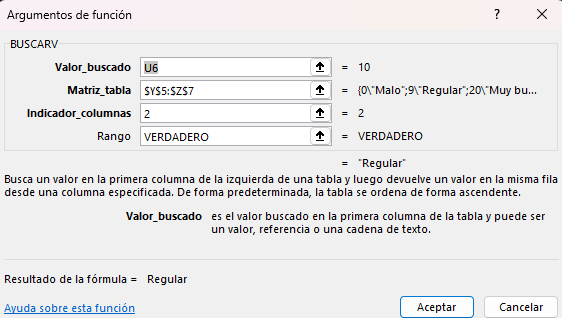 Argumentos de función
?
BUSCARV
Valor_buscado U6 = 10
Matriz_tabla $Y$5:$Z$7 = {0\"Malo";9\"Regular";20\"Muy bu...
Indicador_columnas 2 = 2
Rango VERDADERO = VERDADERO
= "Regular"
Busca un valor en la primera columna de la izquierda de una tabla y luego devuelve un valor en la misma fila
desde una columna especificada. De forma predeterminada, la tabla se ordena de forma ascendente.
Valor_buscado es el valor buscado en la primera columna de la tabla y puede ser
un valor, referencia o una cadena de texto.
Resultado de la fórmula = Regular
Ayuda sobre esta función
Aceptar Cancelar